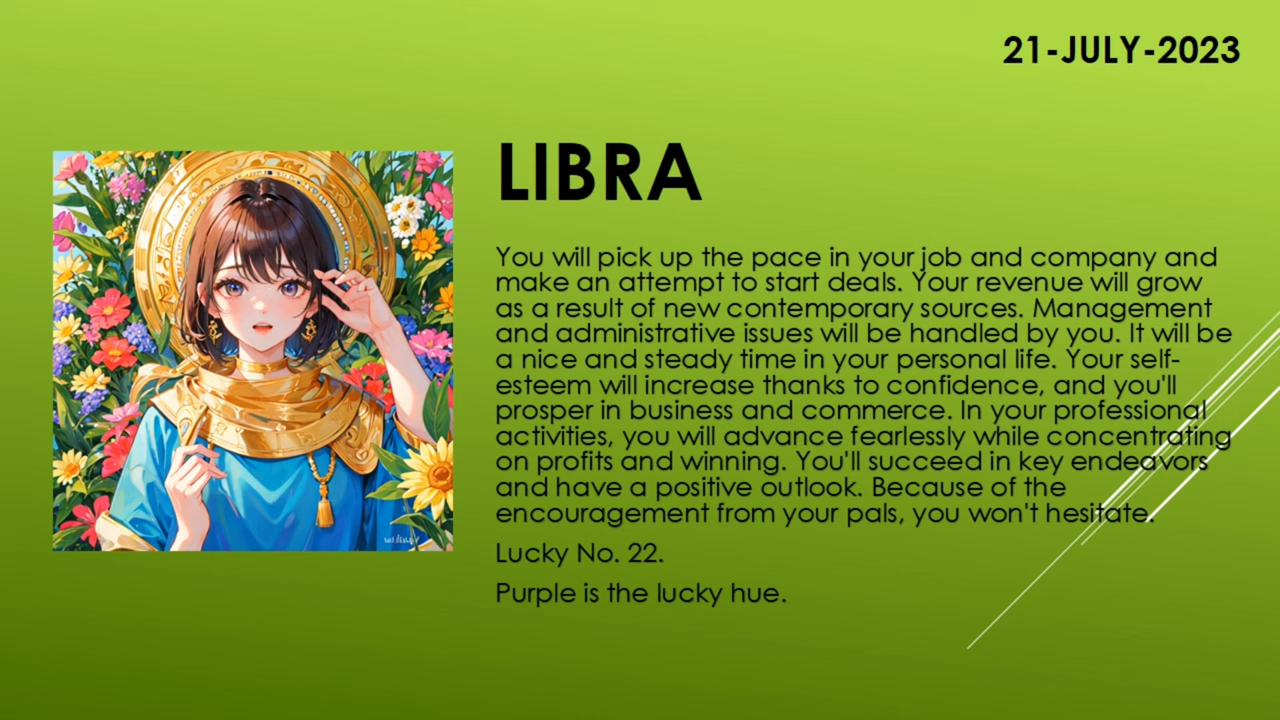 21-JULY-2023
LIBRA
You will pick up the pace in your job and company and
make an attempt to start deals. Your revenue will grow
as a result of new contemporary sources. Management
and administrative issues will be handled by you. It will be
a nice and steady time in your personal life. Your self-
esteem will increase thanks to confidence, and you'll
prosper in business and commerce. In your professional
activities, you will advance fearlessly while concentrating
on profits and winning. You'll succeed in key endeavors
and have a positive outlook. Because of the
encouragement from your pals, you won't hesitate.
Lucky No. 22.
Purple is the lucky hue.